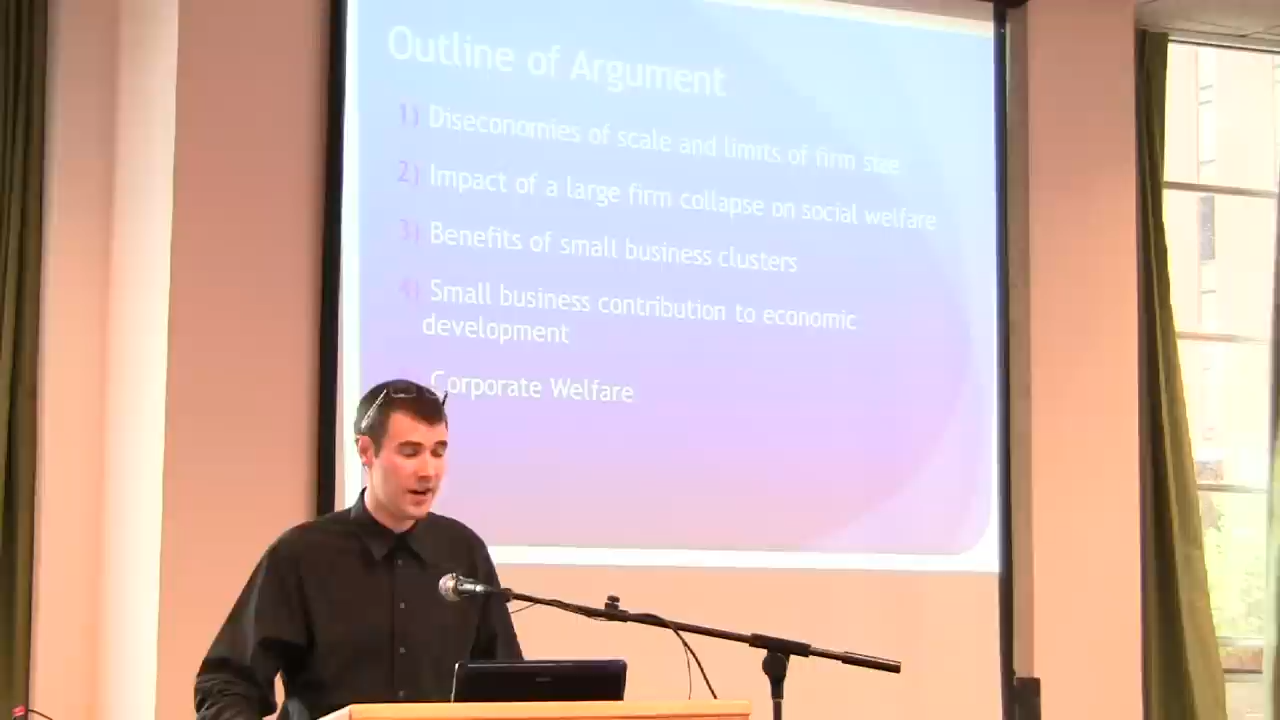 Outline of Argument
1) Diseconomies of scale and limits of firm size
2) Impact of a large firm collapse on social welfare
3) Benefits of small business clusters
4) Small business contribution to economic
development
Corporate Welfare